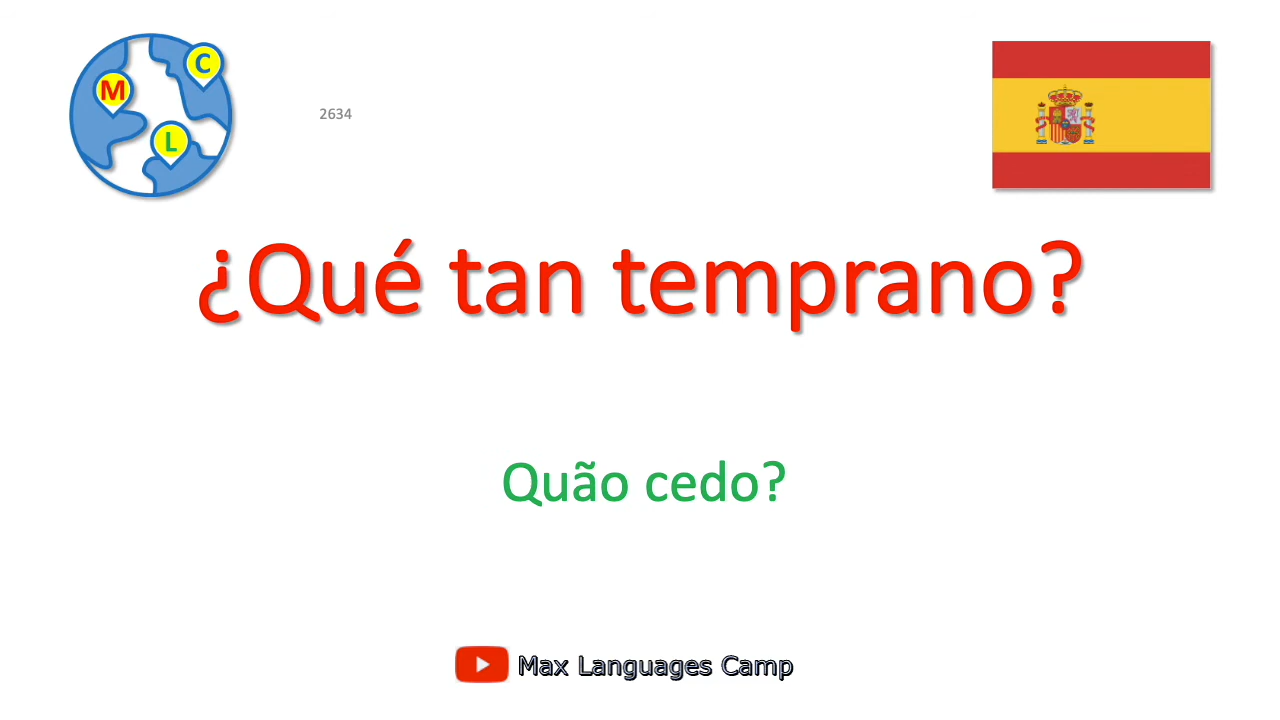 M
C
L
2634
¿Qué tan temprano?
Quão cedo?
Max Languages Camp